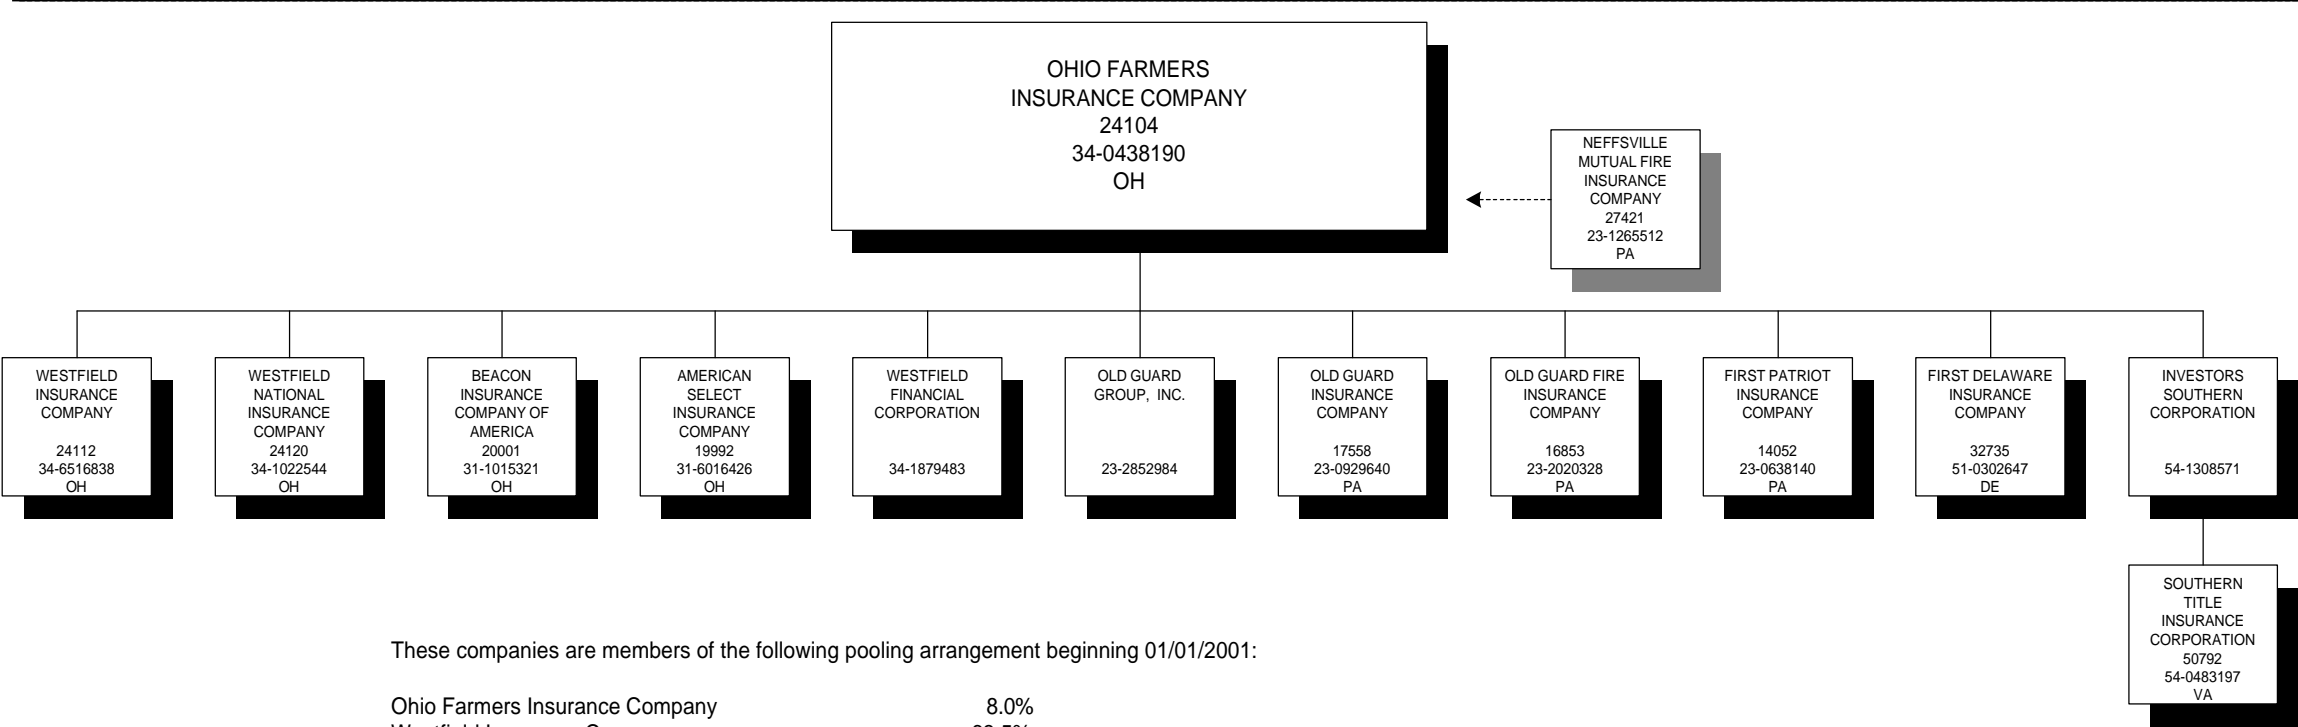 OHIO FARMERS
INSURANCE COMPANY
24104
34-0438190
OH
NEFFSVILLE
MUTUAL FIRE
INSURANCE
COMPANY
27421
23-1265512
PA
WESTFIELD
INSURANCE
COMPANY
24112
34-6516838
OH
WESTFIELD
NATIONAL
INSURANCE
COMPANY
24120
34-1022544
OH
BEACON
INSURANCE
COMPANY OF
AMERICA
20001
31-1015321
OH
AMERICAN
SELECT
INSURANCE
COMPANY
19992
31-6016426
OH
WESTFIELD
FINANCIAL
CORPORATION
34-1879483
OLD GUARD
GROUP, INC.
23-2852984
OLD GUARD
INSURANCE
COMPANY
17558
23-0929640
PA
OLD GUARD FIRE
INSURANCE
COMPANY
16853
23-2020328
PA
FIRST PATRIOT
INSURANCE
COMPANY
14052
23-0638140
PA
FIRST DELAWARE
INSURANCE
COMPANY
32735
51-0302647
DE
INVESTORS
SOUTHERN
CORPORATION
54-1308571
SOUTHERN
TITLE
INSURANCE
CORPORATION
50792
54-0483197
VA
These companies are members of the following pooling arrangement beginning 01/01/2001:
Ohio Farmers Insurance Company 8.0%